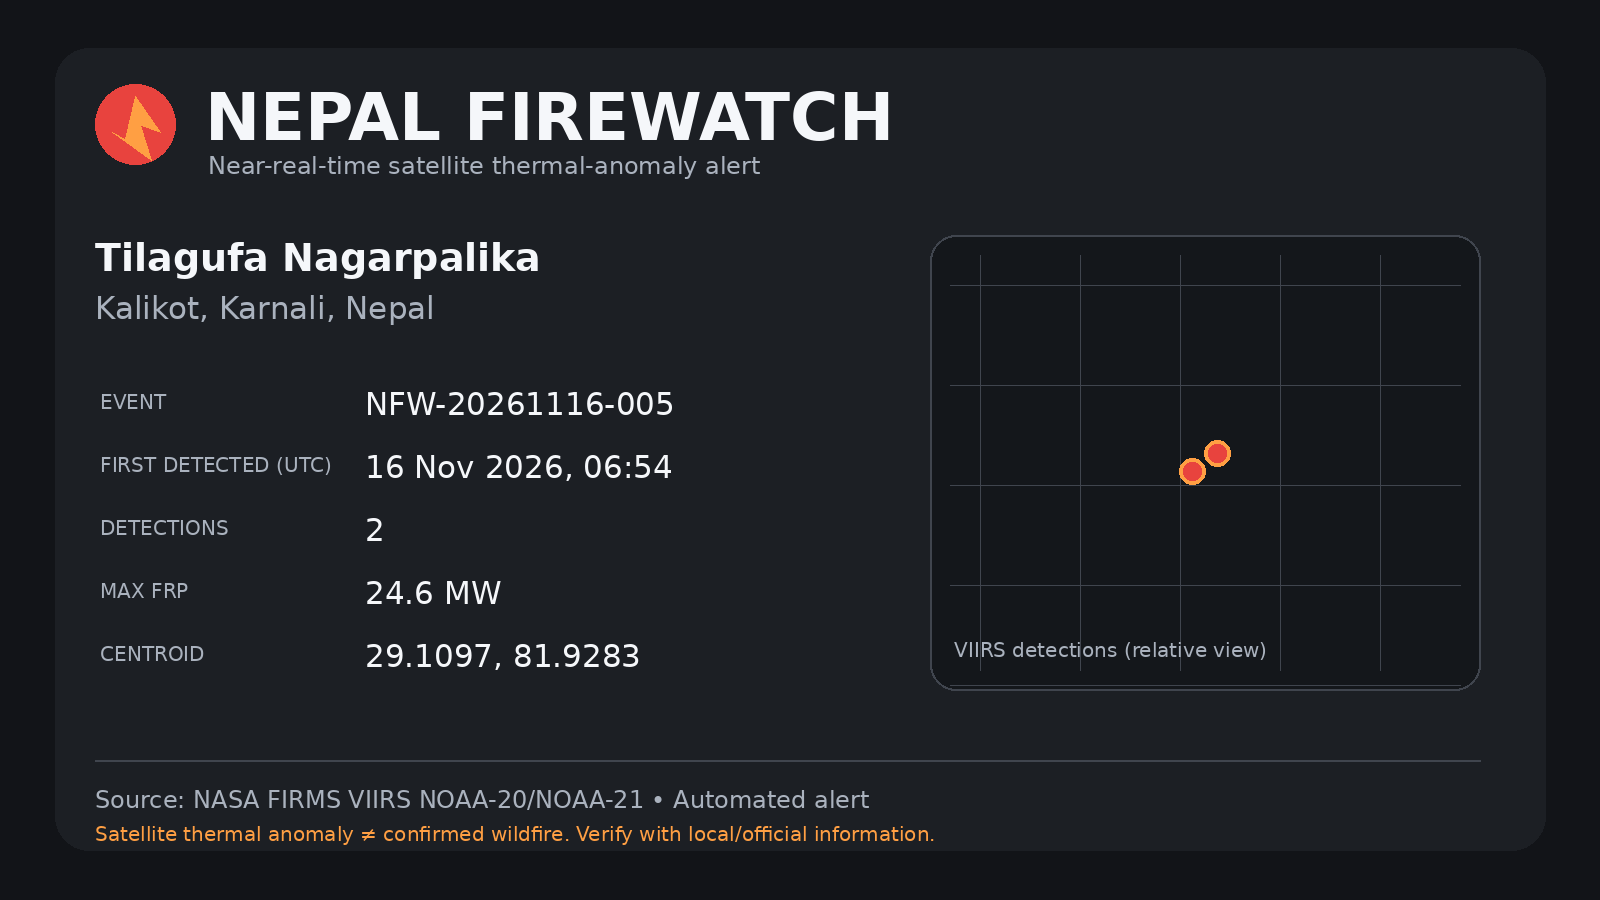 NEPAL FIREWATCH
Near-real-time satellite thermal-anomaly alert
Tilagufa Nagarpalika
Kalikot, Karnali, Nepal
EVENT NFW-20261116-005
FIRST DETECTED (UTC) 16 Nov 2026, 06:54
DETECTIONS 2
MAX FRP 24.6 MW
CENTROID 29.1097, 81.9283
VIIRS detections (relative view)
Source: NASA FIRMS VIIRS NOAA-20/NOAA-21 • Automated alert
Satellite thermal anomaly ≠ confirmed wildfire. Verify with local/official information.